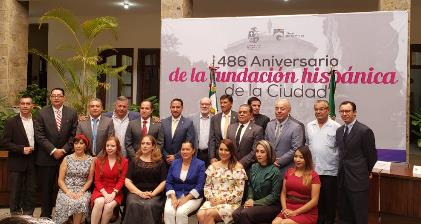 486 Aniversario
de la fundación hispánica
de la Ciudad